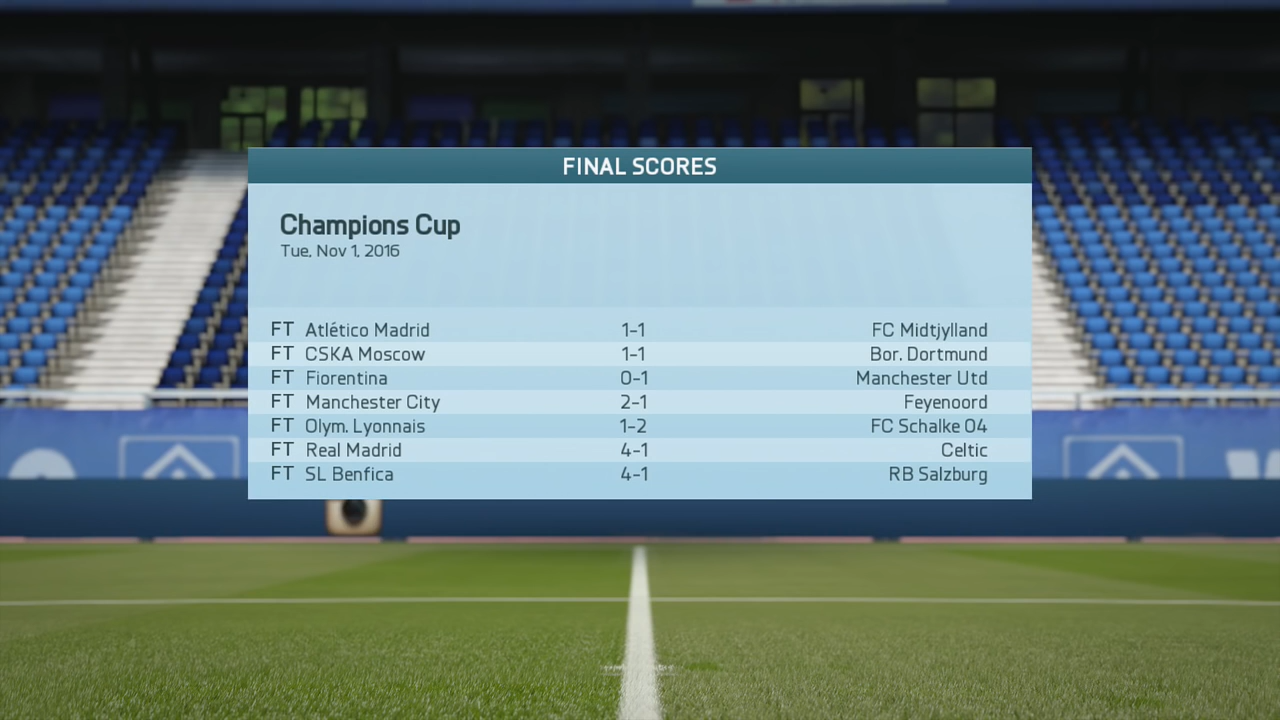 FINAL SCORES
Champions Cup
Tue, Nov 1, 2016
FT Atlético Madrid 1-1 FC Midtjylland
FT CSKA Moscow 1-1 Bor. Dortmund
FT Fiorentina 0-1 Manchester Utd
FT Manchester City 2-1 Feyenoord
FT Olym. Lyonnais 1-2 FC Schalke 04
FT Real Madrid 4-1 Celtic
FT SL Benfica 4-1 RB Salzburg